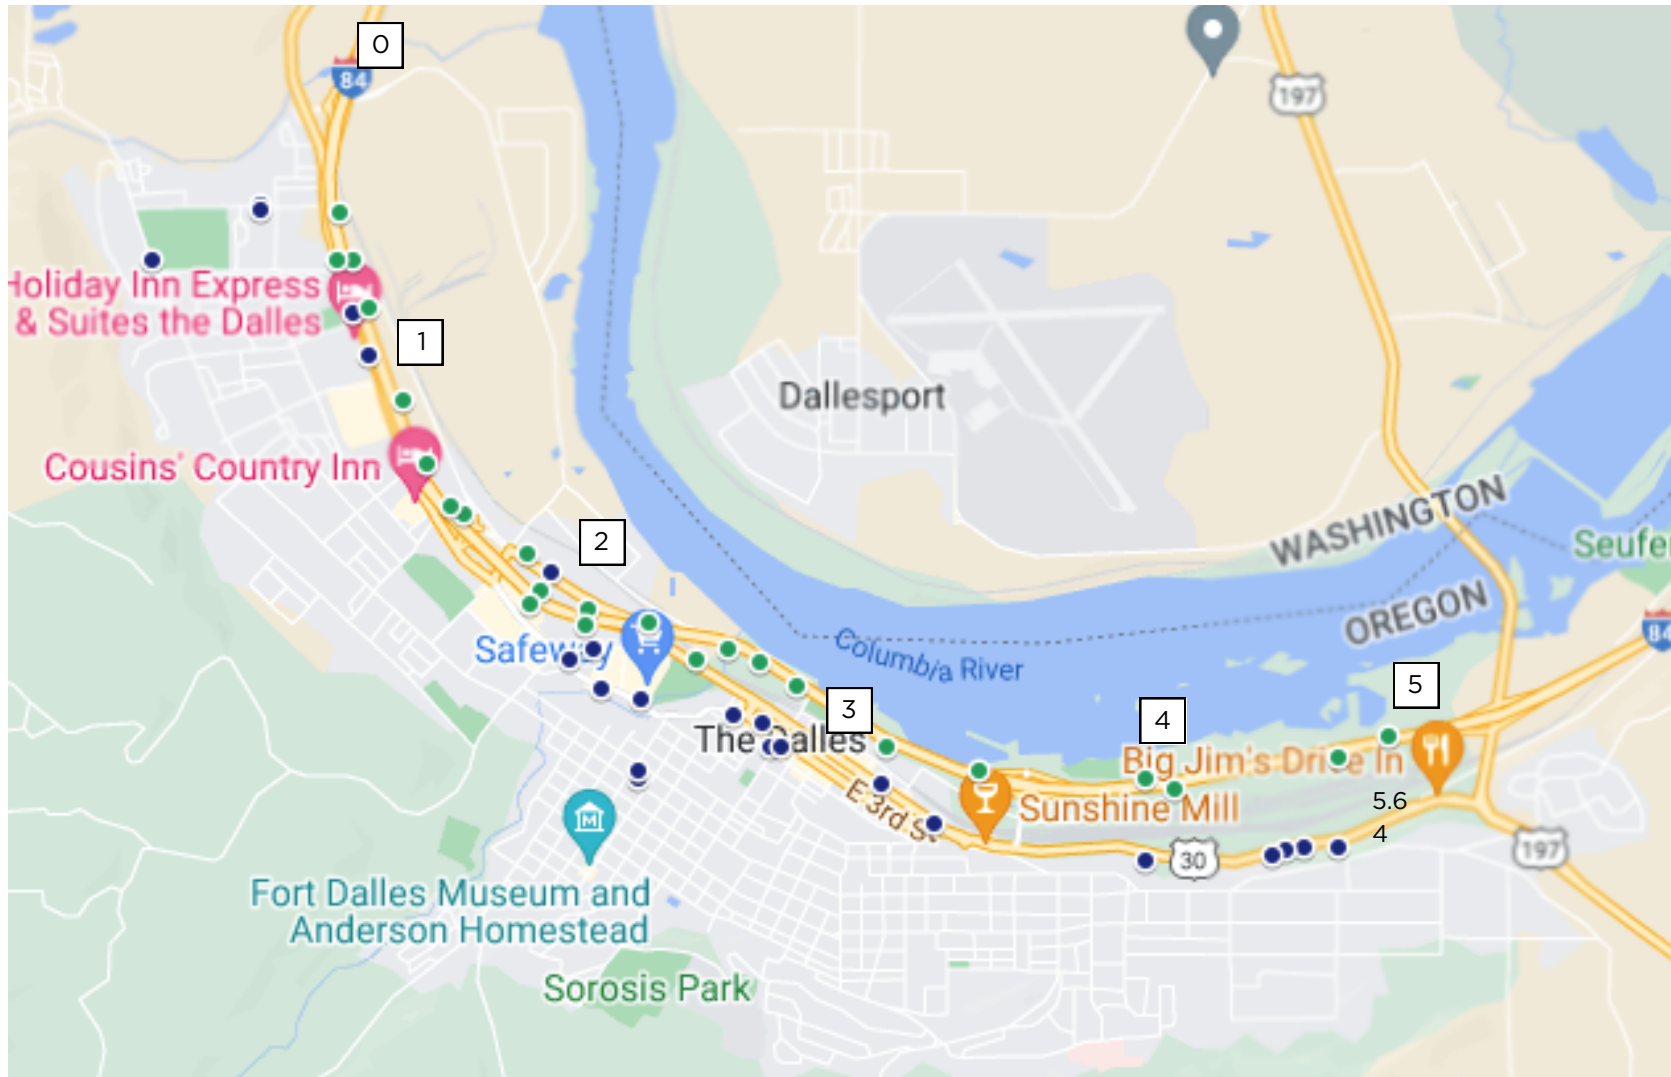 0
84
197
Holiday Inn Express
& Suites the Dalles
1
Dallesport
Cousins' Country Inn
WASHINGTON
2
Seufe
OREGON
84
Safeway
Columbia River
5
3
4
The Dalles
Big Jim's Drive In
E 3rd St
Sunshine Mill
5.6
4
30
197
M
Fort Dalles Museum and
Anderson Homestead
Sorosis Park